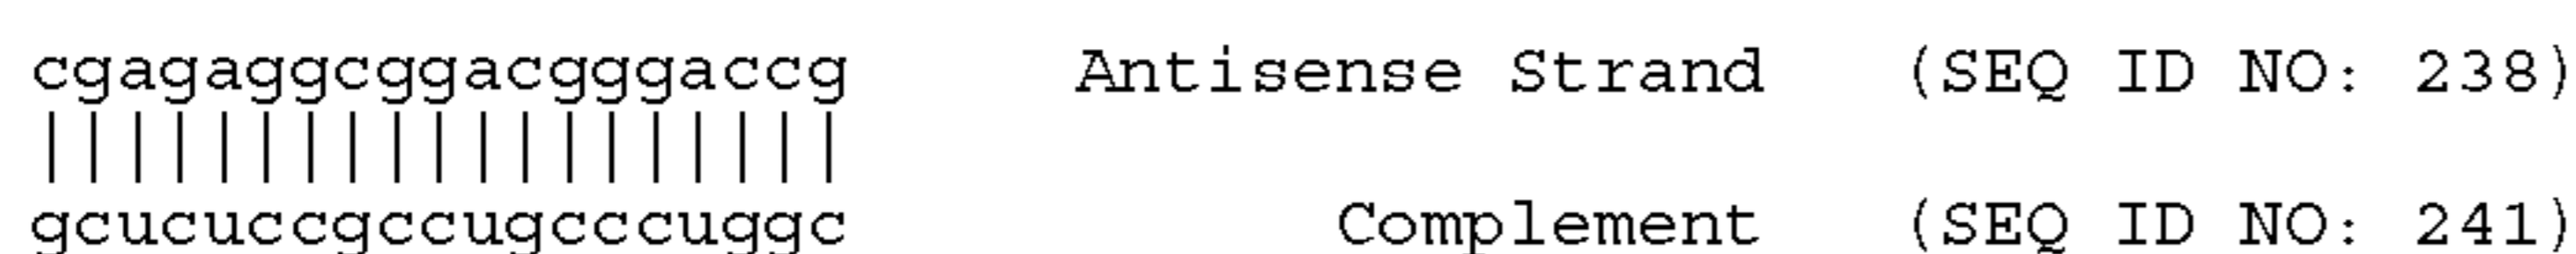 cgagaggcggacgggaccg Antisense Strand (SEQ ID NO: 238)
|||||||||||||||||||
gcucuccgccugcccuggc Complement (SEQ ID NO: 241)